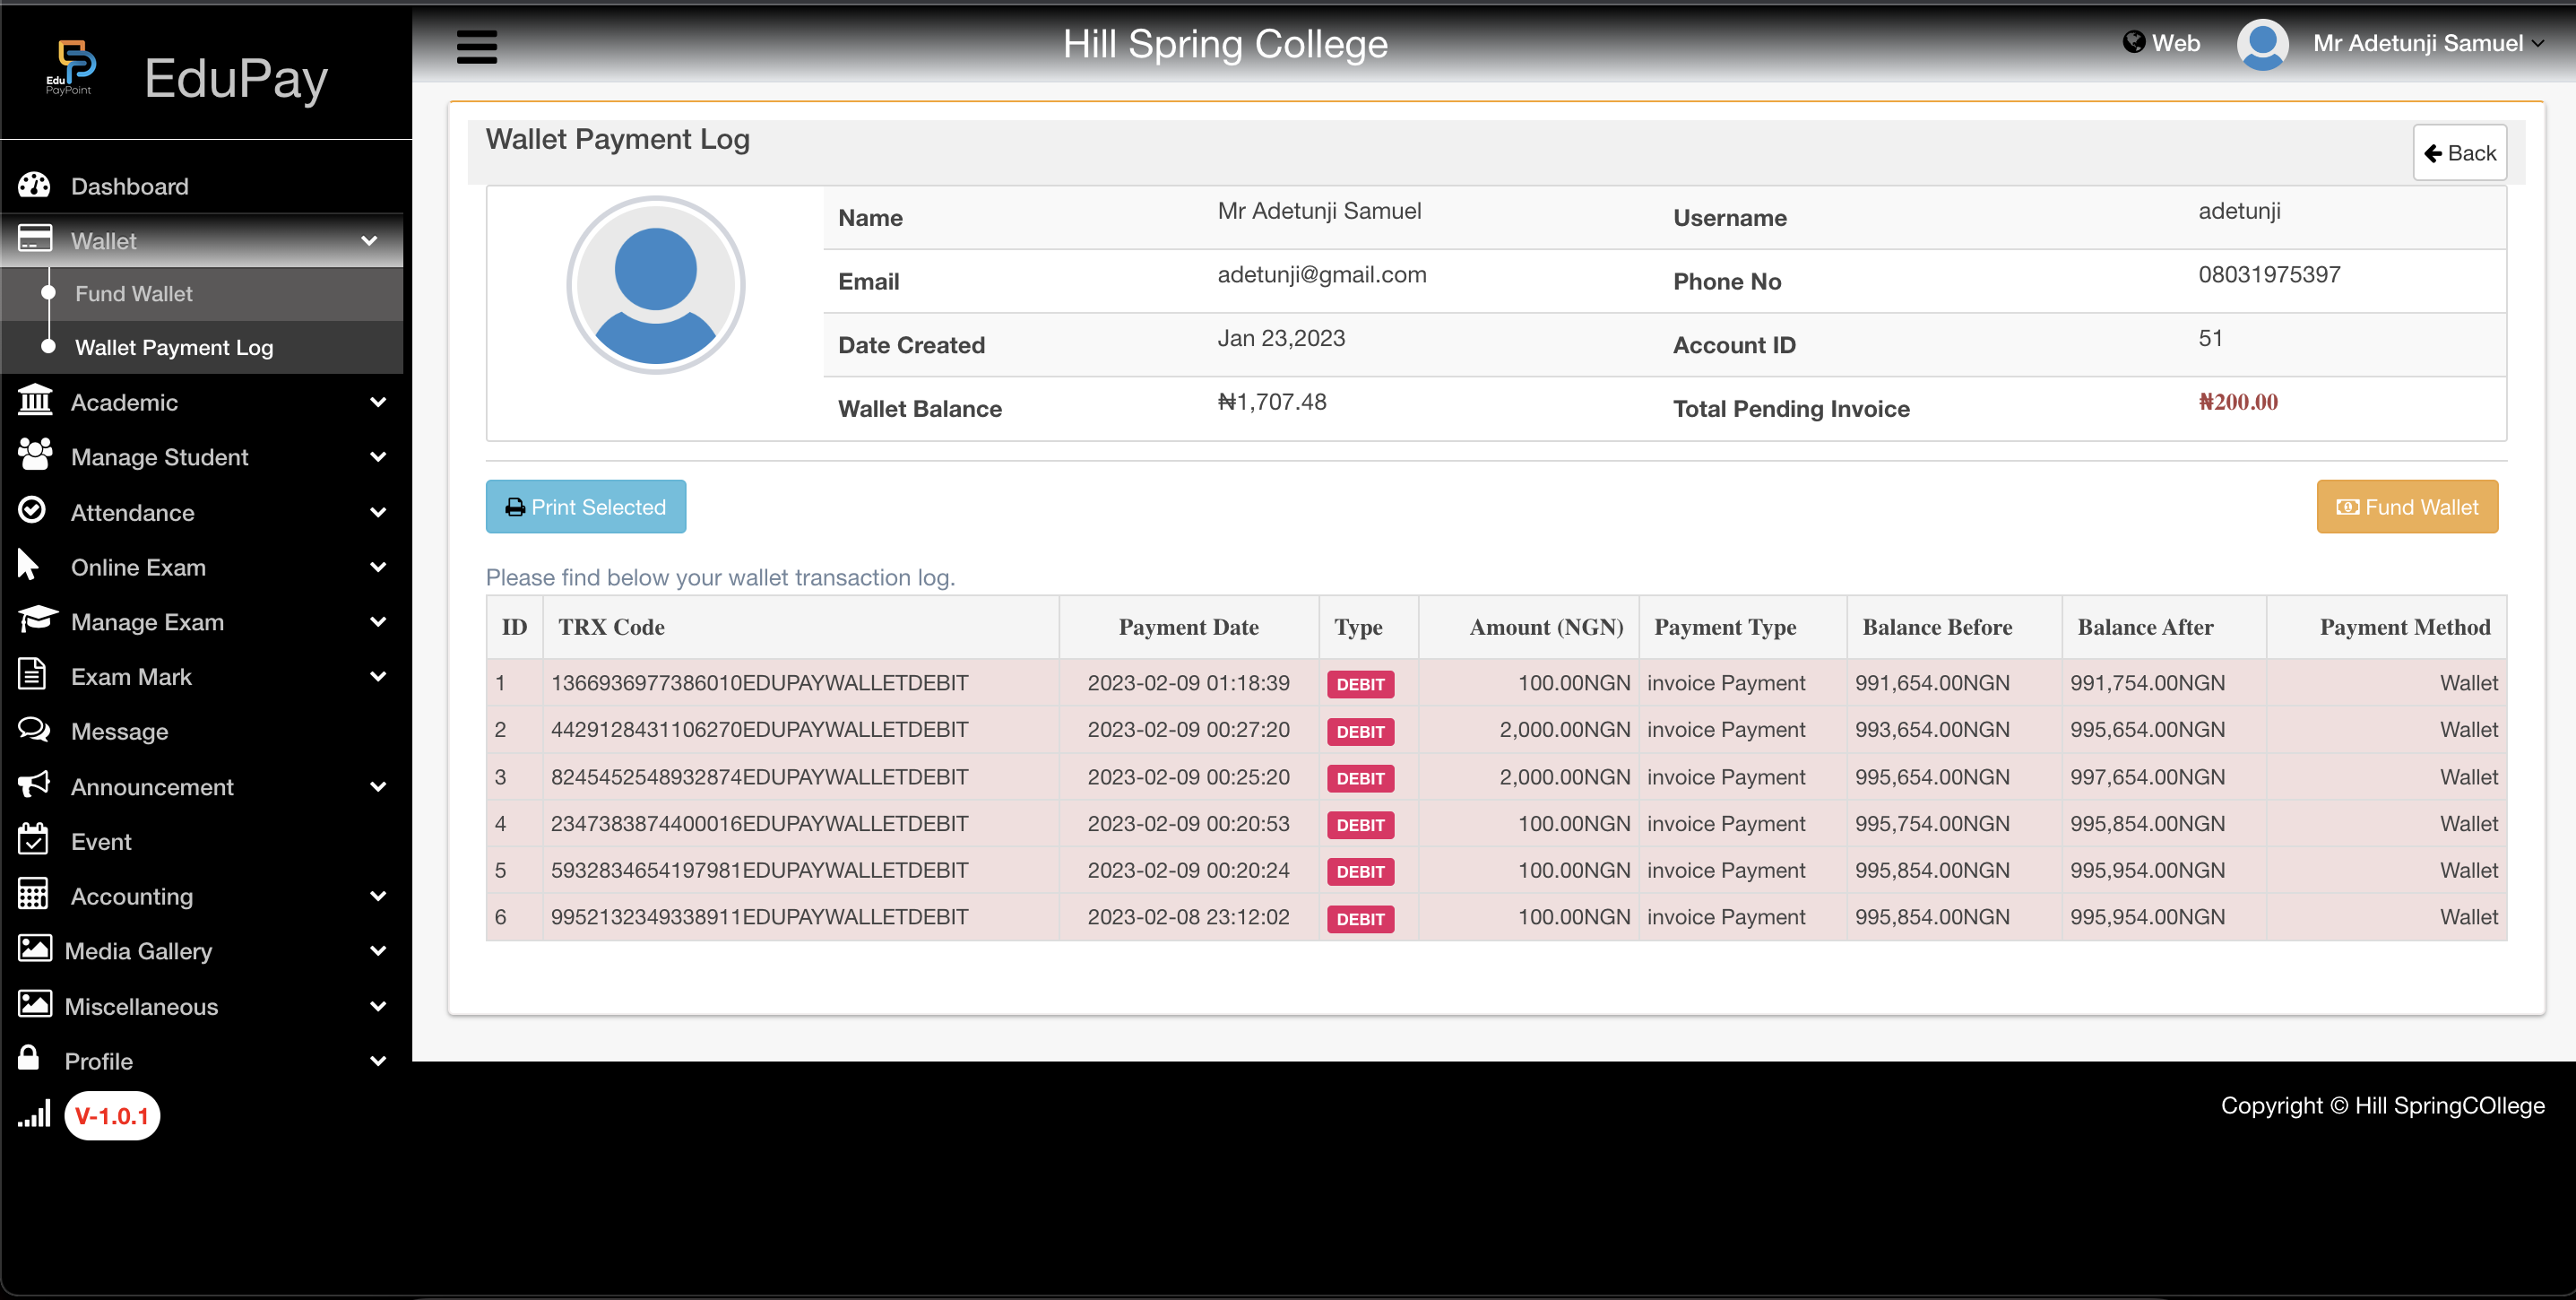 Edu
PayPoint
EduPay
Hill Spring College
Web
Mr Adetunji Samuel
Dashboard
Wallet
Fund Wallet
Wallet Payment Log
Academic
Manage Student
Attendance
Online Exam
Manage Exam
Exam Mark
Message
Announcement
Event
Accounting
Media Gallery
Miscellaneous
Profile
V-1.0.1
Wallet Payment Log
Back
Name Mr Adetunji Samuel Username adetunji
Email adetunji@gmail.com Phone No 08031975397
Date Created Jan 23,2023 Account ID 51
Wallet Balance ₦1,707.48 Total Pending Invoice ₦200.00
Print Selected
Fund Wallet
Please find below your wallet transaction log.
ID TRX Code Payment Date Type Amount (NGN) Payment Type Balance Before Balance After Payment Method
1 1366936977386010EDUPAYWALLETDEBIT 2023-02-09 01:18:39 DEBIT 100.00NGN invoice Payment 991,654.00NGN 991,754.00NGN Wallet
2 4429128431106270EDUPAYWALLETDEBIT 2023-02-09 00:27:20 DEBIT 2,000.00NGN invoice Payment 993,654.00NGN 995,654.00NGN Wallet
3 8245452548932874EDUPAYWALLETDEBIT 2023-02-09 00:25:20 DEBIT 2,000.00NGN invoice Payment 995,654.00NGN 997,654.00NGN Wallet
4 2347383874400016EDUPAYWALLETDEBIT 2023-02-09 00:20:53 DEBIT 100.00NGN invoice Payment 995,754.00NGN 995,854.00NGN Wallet
5 5932834654197981EDUPAYWALLETDEBIT 2023-02-09 00:20:24 DEBIT 100.00NGN invoice Payment 995,854.00NGN 995,954.00NGN Wallet
6 9952132349338911EDUPAYWALLETDEBIT 2023-02-08 23:12:02 DEBIT 100.00NGN invoice Payment 995,854.00NGN 995,954.00NGN Wallet
Copyright © Hill SpringCOllege